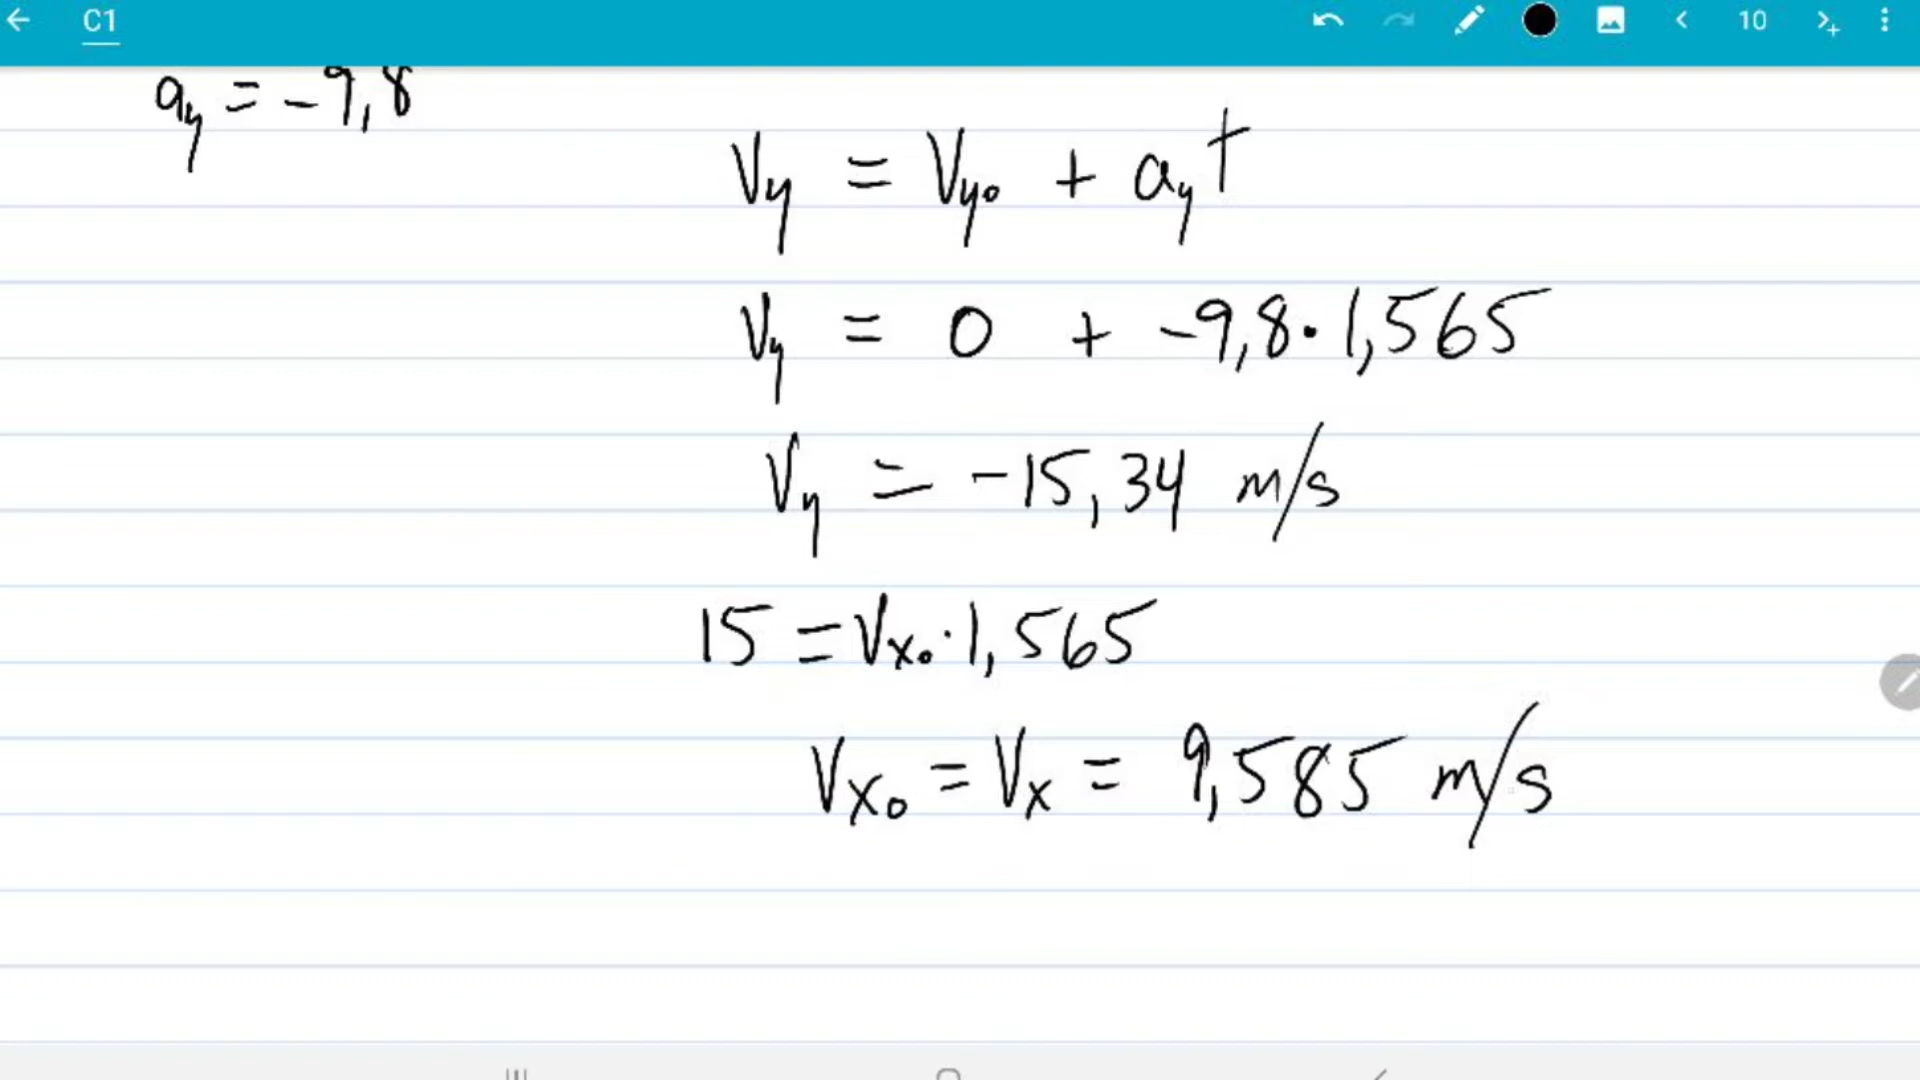 C1
10
ay = -9,8
Vy = Vyo + ayt
Vy = 0 + -9,8·1,565
Vy = -15,34 m/s
15 = Vxo·1,565
Vxo = Vx = 9,585 m/s